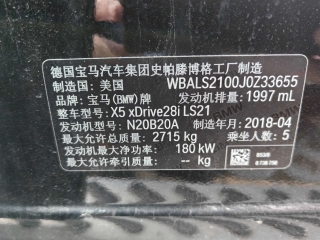 德国宝马汽车集团史帕滕博格工厂制造
制造国: 美国 WBALS2100J0Z33655
品牌: 宝马(BMW)牌 发动机排量: 1997 mL
整车型号: X5 xDrive28i LS21
发动机型号: N20B20A 制造年月: 2018-04
最大允许总质量: 2715 kg 乘坐人数: 5
发动机最大净功率: 180 kW
最大允许牵引质量: -- kg